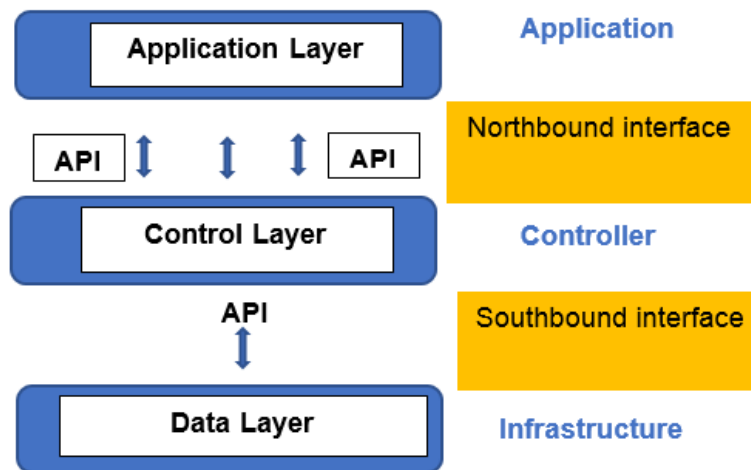 Application Layer
Application
Northbound interface
API
API
Control Layer
Controller
API
Southbound interface
Data Layer
Infrastructure